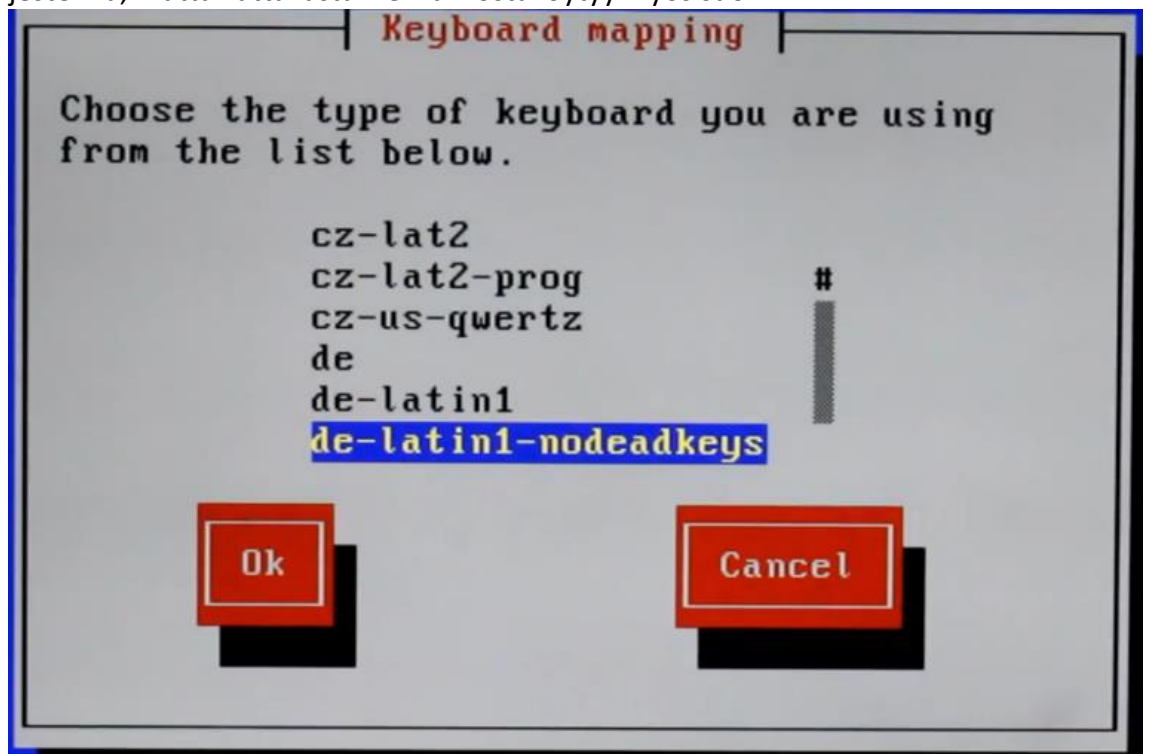 Keyboard mapping
Choose the type of keyboard you are using
from the list below.
cz-lat2
cz-lat2-prog
#
cz-us-qwertz
de
de-latin1
de-latin1-nodeadkeys
Ok
Cancel